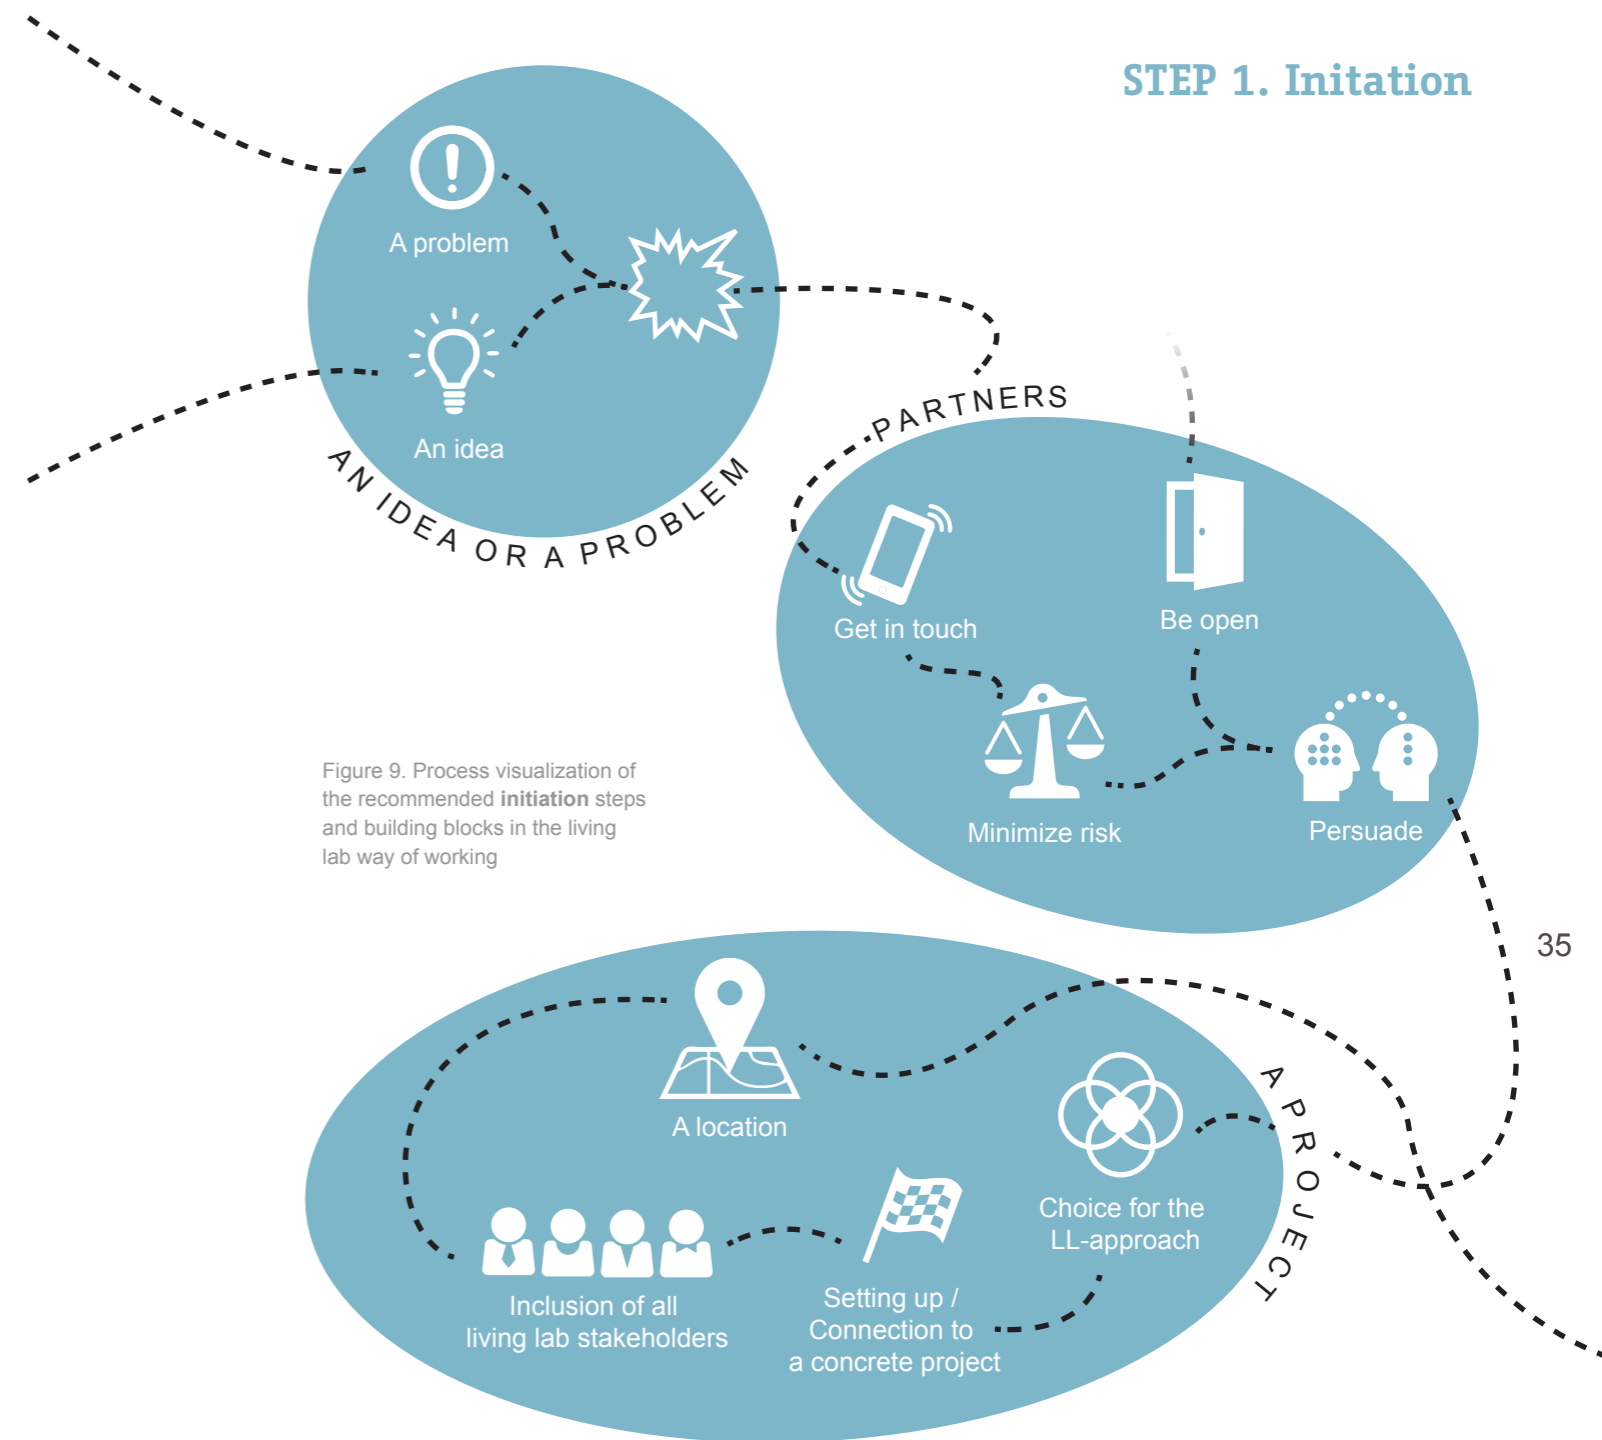 STEP 1. Initation
A problem
An idea
AN IDEA OR A PROBLEM
PARTNERS
Get in touch
Be open
Minimize risk
Persuade
Figure 9. Process visualization of
the recommended initiation steps
and building blocks in the living
lab way of working
35
A PROJECT
A location
Choice for the
LL-approach
Setting up /
Connection to
a concrete project
Inclusion of all
living lab stakeholders